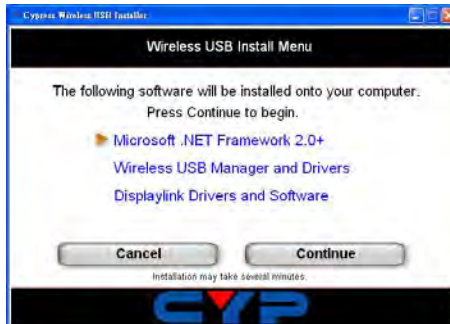 Cypress Wireless USB Installer
Wireless USB Install Menu
The following software will be installed onto your computer.
Press Continue to begin.
Microsoft .NET Framework 2.0+
Wireless USB Manager and Drivers
Displaylink Drivers and Software
Cancel
Continue
Installation may take several minutes.
CYP